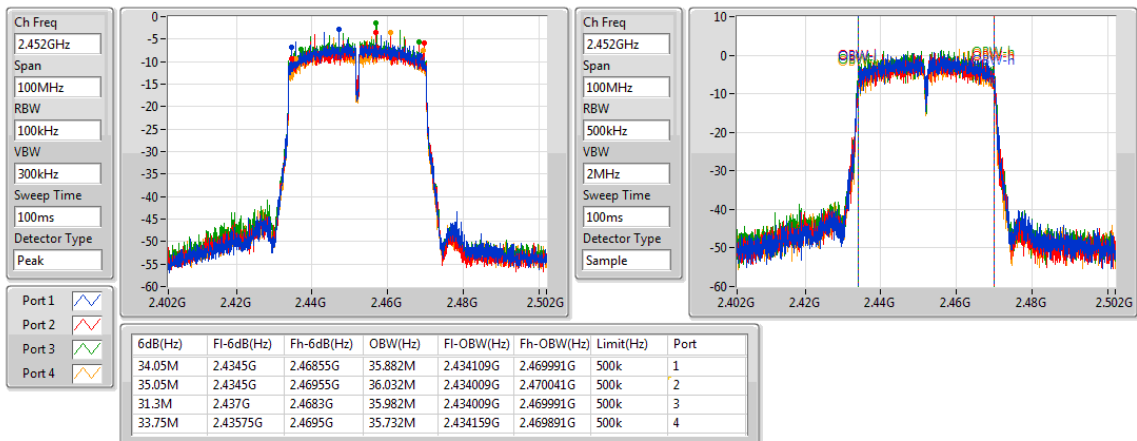 Ch Freq
2.452GHz
Span
100MHz
RBW
100kHz
VBW
300kHz
Sweep Time
100ms
Detector Type
Peak
0
-5
-10
-15
-20
-25
-30
-35
-40
-45
-50
-55
-60
2.402G 2.42G 2.44G 2.46G 2.48G 2.502G
Ch Freq
2.452GHz
Span
100MHz
RBW
500kHz
VBW
2MHz
Sweep Time
100ms
Detector Type
Sample
10
0
-10
-20
-30
-40
-50
-60
2.402G 2.42G 2.44G 2.46G 2.48G 2.502G
Port 1
Port 2
Port 3
Port 4
6dB(Hz) Fl-6dB(Hz) Fh-6dB(Hz) OBW(Hz) Fl-OBW(Hz) Fh-OBW(Hz) Limit(Hz) Port
34.05M 2.4345G 2.46855G 35.882M 2.434109G 2.469991G 500k 1
35.05M 2.4345G 2.46955G 36.032M 2.434009G 2.470041G 500k 2
31.3M 2.437G 2.4683G 35.982M 2.434009G 2.469991G 500k 3
33.75M 2.43575G 2.4695G 35.732M 2.434159G 2.469891G 500k 4